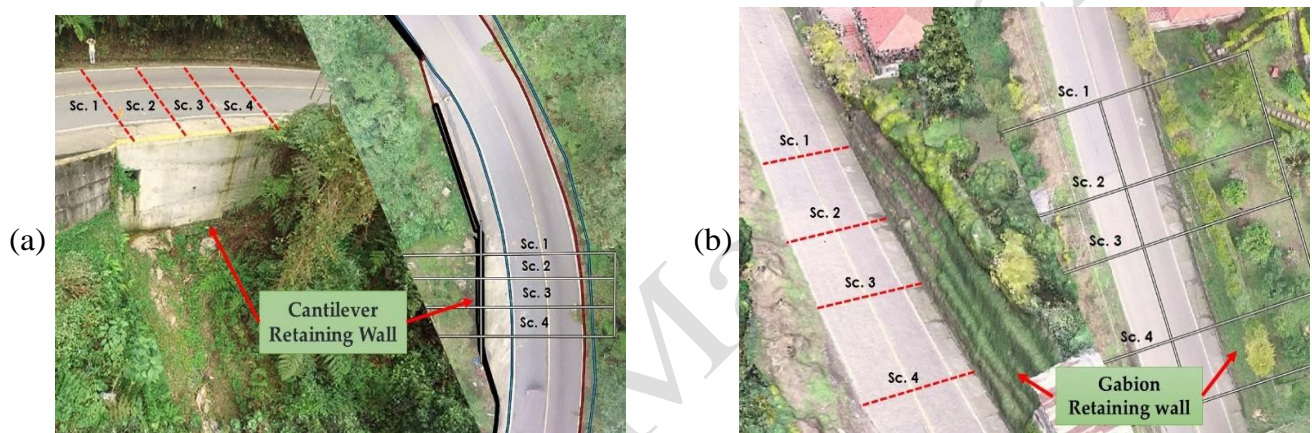 (a)
Sc. 1
Sc. 2
Sc. 3
Sc. 4
Sc. 1
Sc. 2
Sc. 3
Sc. 4
Cantilever
Retaining Wall
(b)
Sc. 1
Sc. 2
Sc. 3
Sc. 4
Sc. 1
Sc. 2
Sc. 3
Sc. 4
Gabion
Retaining wall